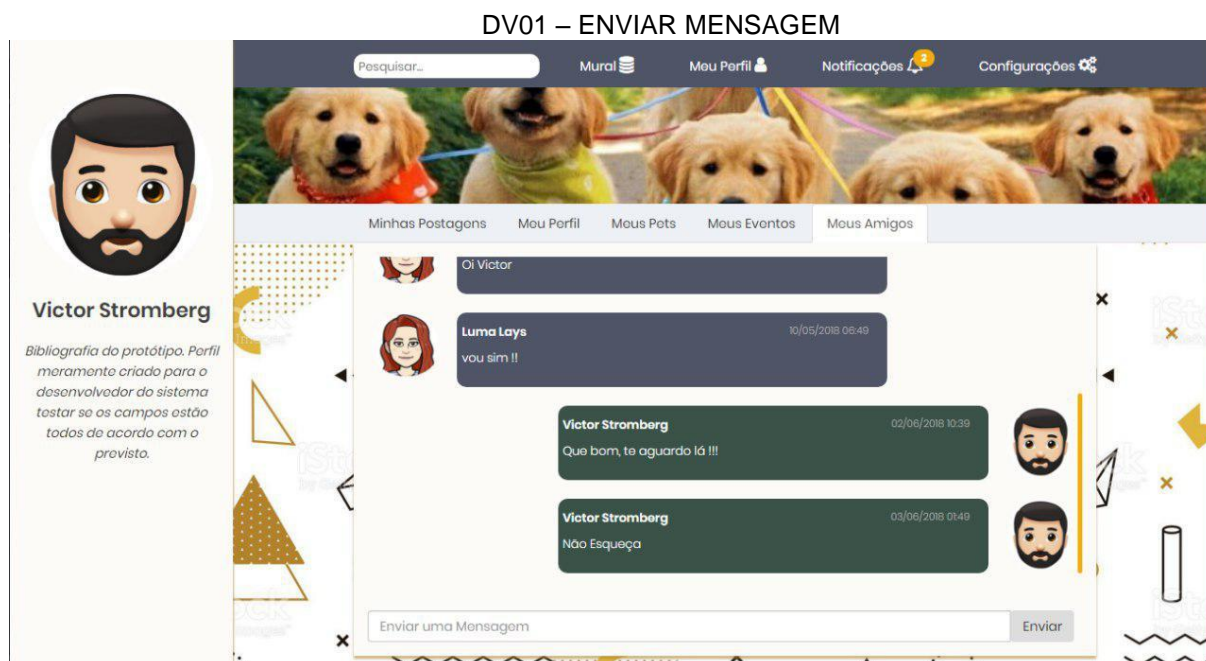 DV01 – ENVIAR MENSAGEM
Pesquisar...
Mural
Meu Perfil
Notificações
2
Configurações
Minhas Postagens
Meu Perfil
Meus Pets
Meus Eventos
Meus Amigos
Victor Stromberg
Bibliografia do protótipo. Perfil
meramente criado para o
desenvolvedor do sistema
testar se os campos estão
todos de acordo com o
previsto.
Oi Victor
Luma Lays
10/05/2018 06:49
vou sim !!
Victor Stromberg
02/06/2018 10:39
Que bom, te aguardo lá !!!
Victor Stromberg
03/06/2018 01:49
Não Esqueça
Enviar uma Mensagem
Enviar